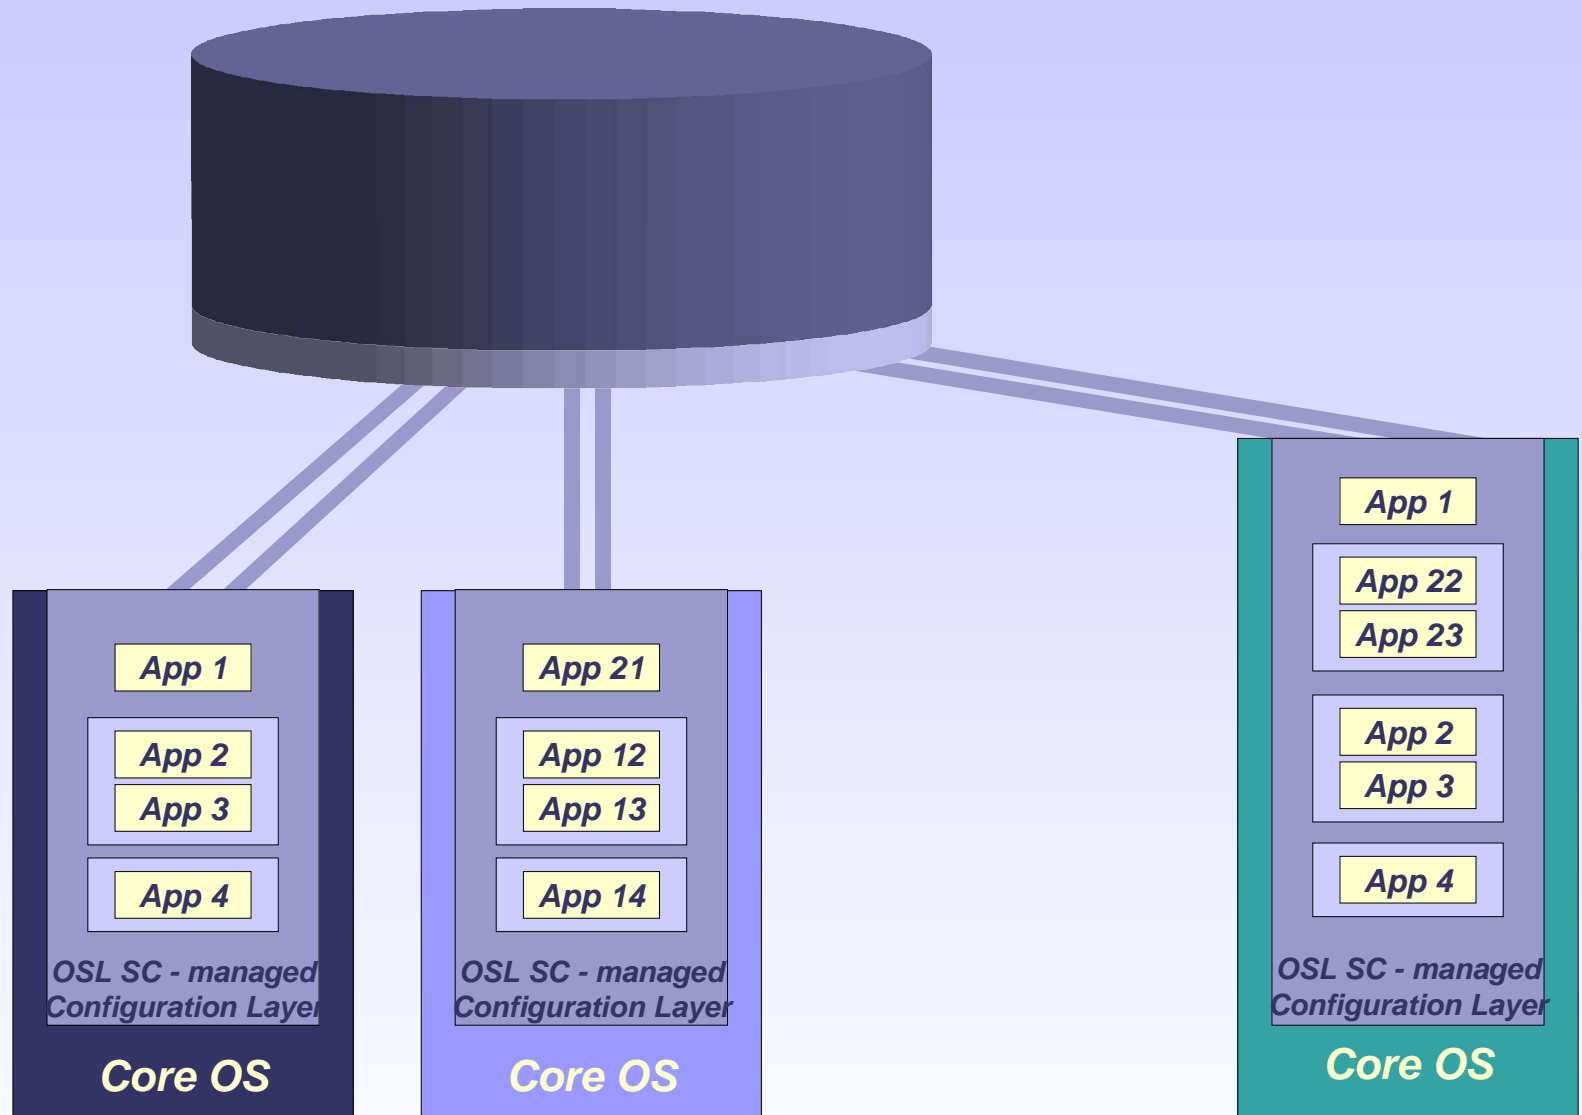 App 1
App 2
App 3
App 4
OSL SC - managed
Configuration Layer
Core OS
App 21
App 12
App 13
App 14
OSL SC - managed
Configuration Layer
Core OS
App 1
App 22
App 23
App 2
App 3
App 4
OSL SC - managed
Configuration Layer
Core OS